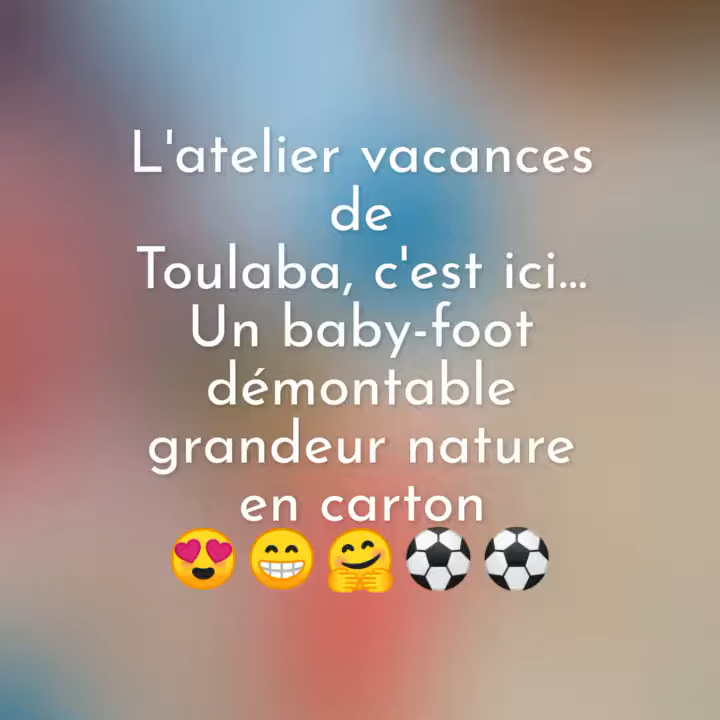 L'atelier vacances
de
Toulaba, c'est ici...
Un baby-foot
démontable
grandeur nature
en carton
😍😁🤗⚽⚽